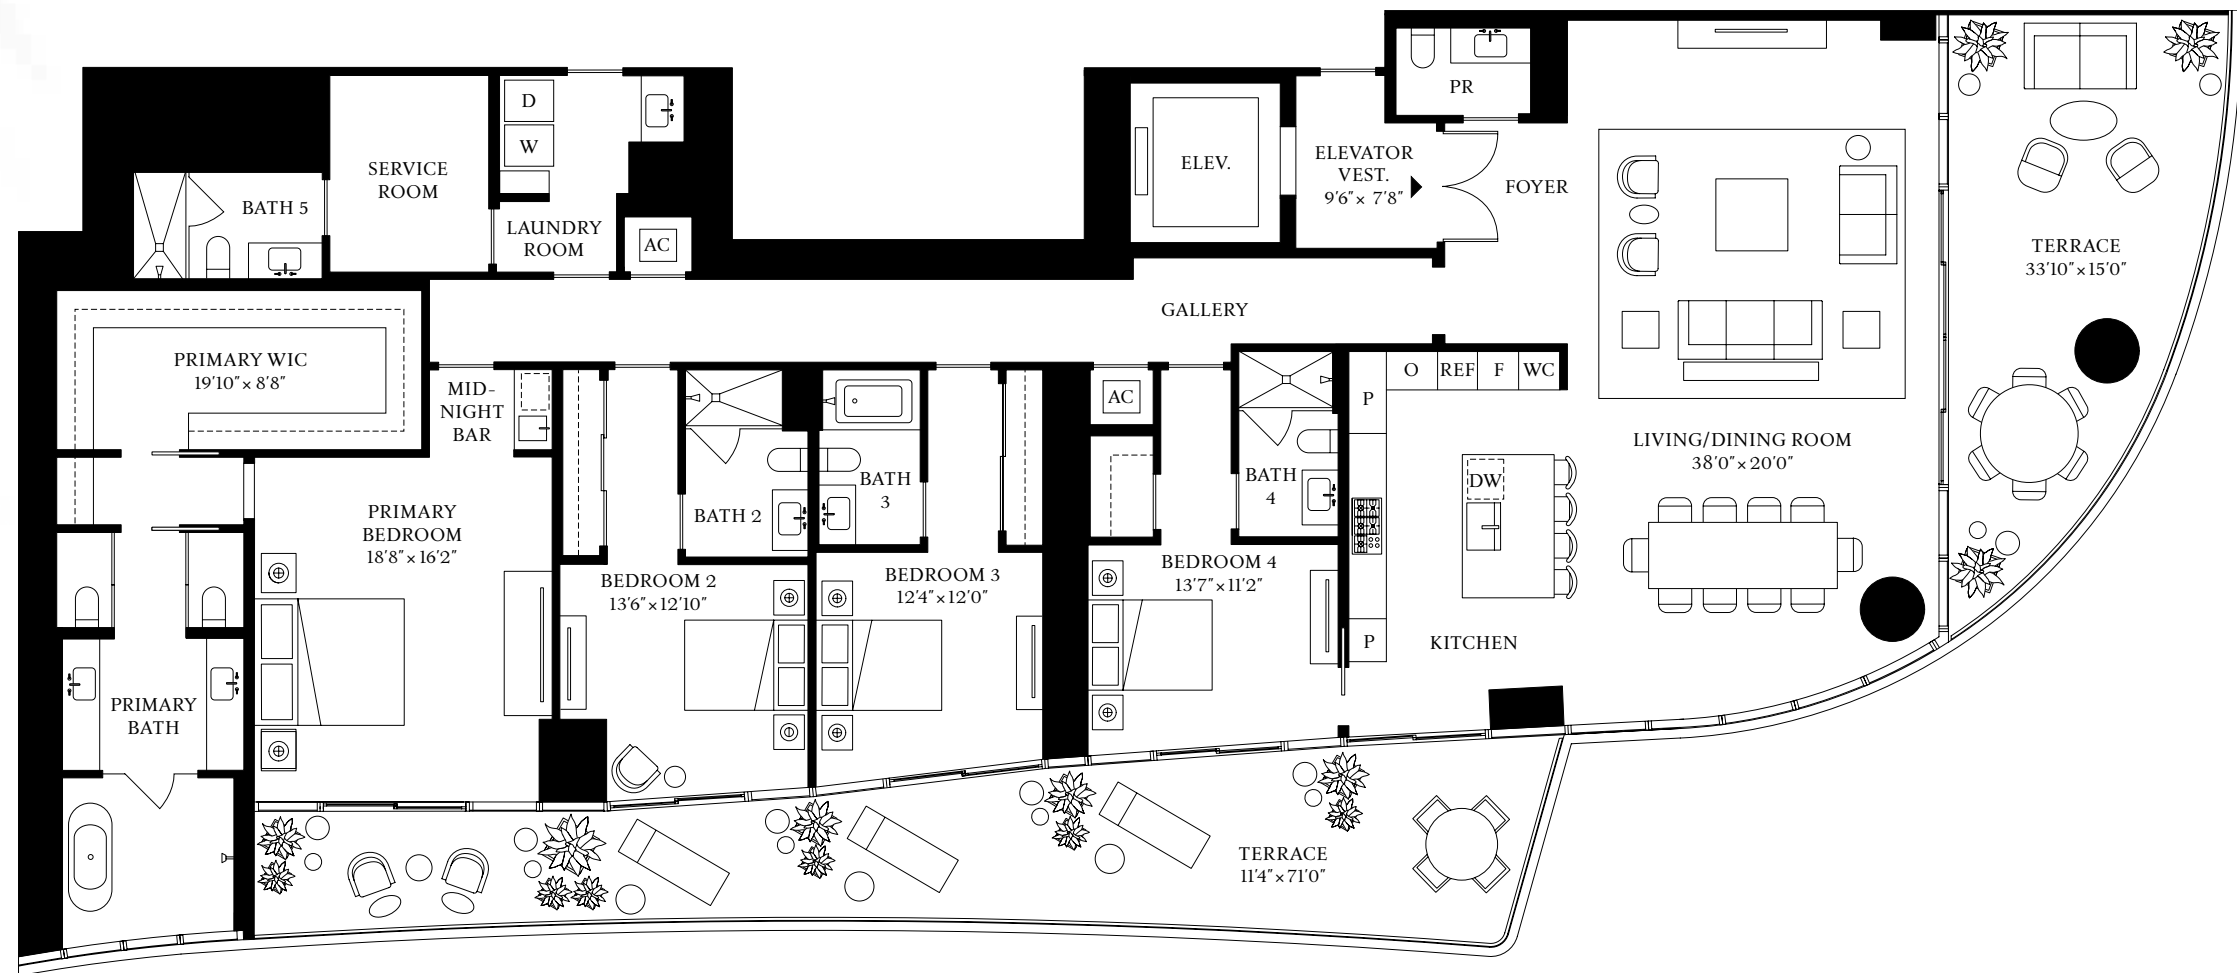 D
W
SERVICE
ROOM
BATH 5
LAUNDRY
ROOM
AC
ELEV.
ELEVATOR
VEST.
9'6"× 7'8"
PR
FOYER
TERRACE
33'10"×15'0"
GALLERY
PRIMARY WIC
19'10"× 8'8"
MID-
NIGHT
BAR
PRIMARY
BEDROOM
18'8"×16'2"
BATH 2
BATH
3
AC
BATH
4
P
O
REF
F
WC
DW
LIVING/DINING ROOM
38'0"×20'0"
BEDROOM 2
13'6"×12'10"
BEDROOM 3
12'4"×12'0"
BEDROOM 4
13'7"×11'2"
P
KITCHEN
PRIMARY
BATH
TERRACE
11'4"×71'0"